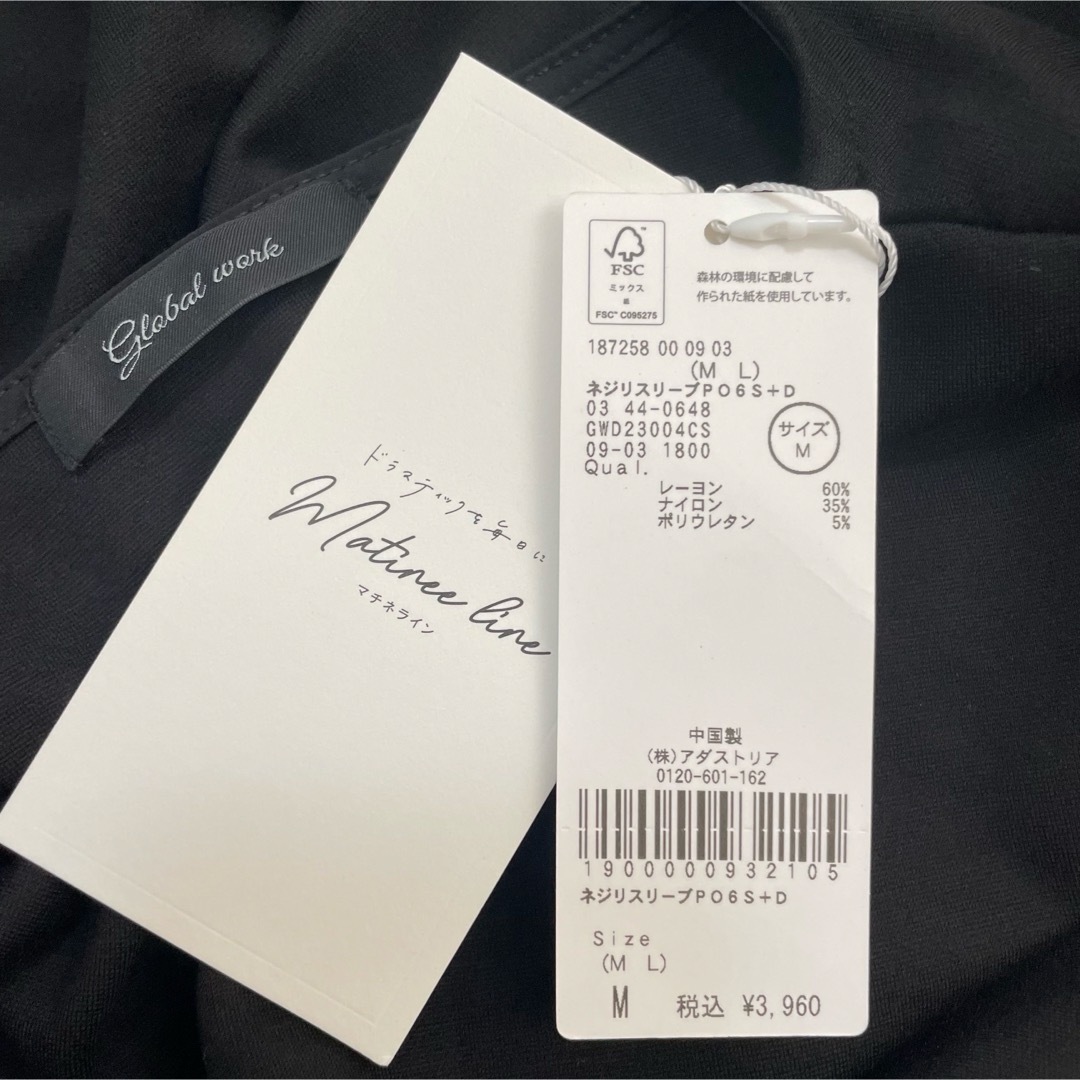 Global work
ドラマティックを毎日に
Matinee line
マチネライン
FSC
ミックス
紙
FSC™ C095275
森林の環境に配慮して
作られた紙を使用しています。
187258 00 09 03
(M L)
ネジリスリーブPO6S+D
03 44-0648
GWD23004CS
09-03 1800
Qual.
サイズ
M
レーヨン 60%
ナイロン 35%
ポリウレタン 5%
中国製
(株)アダストリア
0120-601-162
1900000932105
ネジリスリーブPO6S+D
Size
(M L)
M 税込 ¥3,960